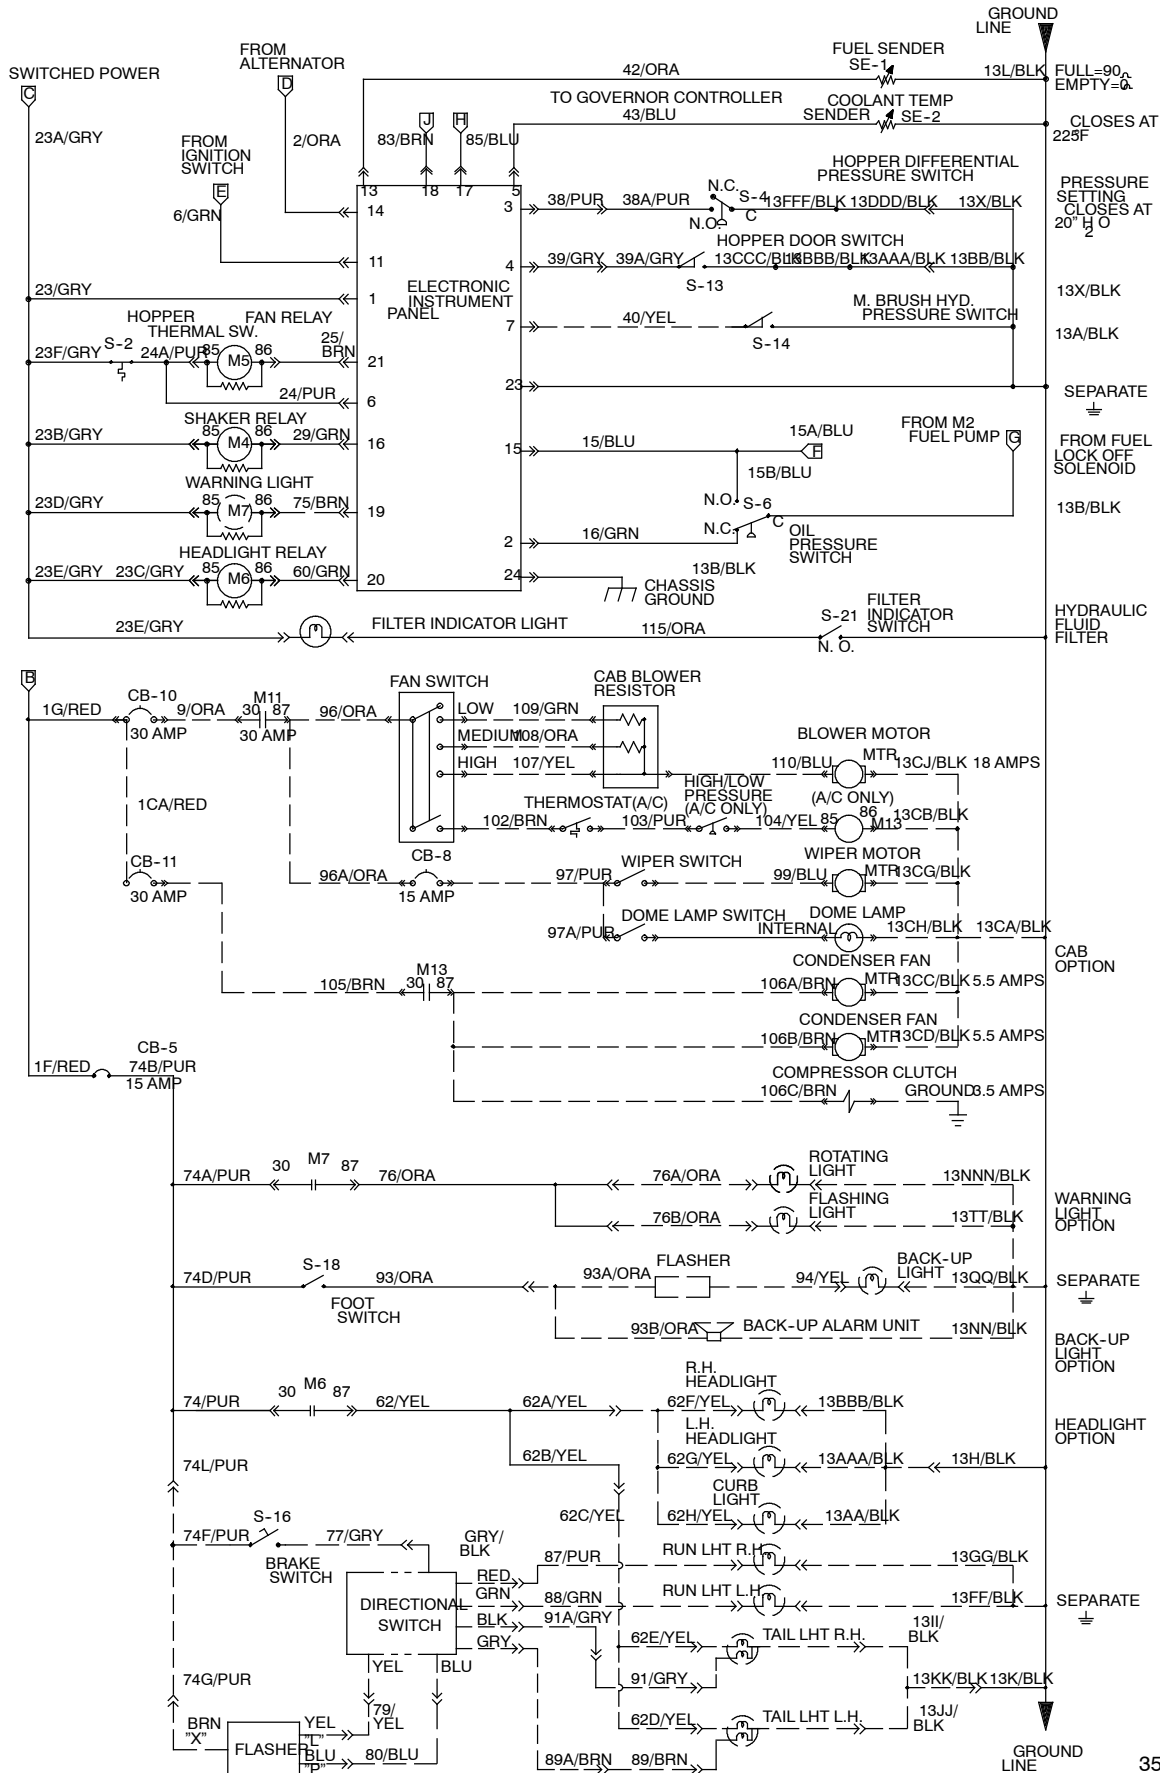 GROUND
LINE
FROM
ALTERNATOR
FUEL SENDER
SE-1
SWITCHED POWER
42/ORA
13L/BLK
FULL=90
EMPTY=0
C
D
TO GOVERNOR CONTROLLER
COOLANT TEMP
SENDER
SE-2
43/BLU
CLOSES AT
225°F
23A/GRY
FROM
IGNITION
SWITCH
2/ORA
83/BRN
J
H
85/BLU
E
6/GRN
13
18
17
5
HOPPER DIFFERENTIAL
PRESSURE SWITCH
PRESSURE
SETTING
CLOSES AT
20" H O
2
14
3
38/PUR
38A/PUR
N.C.
S-4
C
N.O.
13FFF/BLK
13DDD/BLK
13X/BLK
HOPPER DOOR SWITCH
11
4
39/GRY
39A/GRY
S-13
13CCC/BLK
13BBB/BLK
13AAA/BLK
13BB/BLK
23/GRY
1
ELECTRONIC
INSTRUMENT
PANEL
M. BRUSH HYD.
PRESSURE SWITCH
13X/BLK
HOPPER
THERMAL SW.
FAN RELAY
7
40/YEL
S-14
13A/BLK
23F/GRY
S-2
24A/PUR
85
M5
86
25/
BRN
21
23
SEPARATE
24/PUR
6
SHAKER RELAY
23B/GRY
85
M4
86
29/GRN
16
15
15/BLU
15A/BLU
F
FROM M2
FUEL PUMP
G
FROM FUEL
LOCK OFF
SOLENOID
15B/BLU
WARNING LIGHT
23D/GRY
85
M7
86
75/BRN
19
N.O.
S-6
N.C.
C
13B/BLK
2
16/GRN
OIL
PRESSURE
SWITCH
HEADLIGHT RELAY
23E/GRY
23C/GRY
85
M6
86
60/GRN
20
24
13B/BLK
CHASSIS
GROUND
23E/GRY
FILTER INDICATOR LIGHT
115/ORA
S-21
N. O.
FILTER
INDICATOR
SWITCH
HYDRAULIC
FLUID
FILTER
B
1G/RED
CB-10
30 AMP
9/ORA
M11
30
87
30 AMP
96/ORA
FAN SWITCH
LOW
109/GRN
CAB BLOWER
RESISTOR
MEDIUM
108/ORA
HIGH
107/YEL
BLOWER MOTOR
110/BLU
MTR
13CJ/BLK
18 AMPS
1CA/RED
THERMOSTAT(A/C)
HIGH/LOW
PRESSURE
(A/C ONLY)
(A/C ONLY)
102/BRN
103/PUR
104/YEL
85
86
M13
13CB/BLK
CB-11
30 AMP
96A/ORA
CB-8
15 AMP
97/PUR
WIPER SWITCH
WIPER MOTOR
99/BLU
MTR
13CG/BLK
97A/PUR
DOME LAMP SWITCH
INTERNAL
DOME LAMP
13CH/BLK
13CA/BLK
CAB
OPTION
105/BRN
M13
30
87
CONDENSER FAN
106A/BRN
MTR
13CC/BLK
5.5 AMPS
CONDENSER FAN
106B/BRN
MTR
13CD/BLK
5.5 AMPS
1F/RED
CB-5
15 AMP
74B/PUR
COMPRESSOR CLUTCH
106C/BRN
GROUND
3.5 AMPS
74A/PUR
30
M7
87
76/ORA
76A/ORA
ROTATING
LIGHT
13NNN/BLK
WARNING
LIGHT
OPTION
76B/ORA
FLASHING
LIGHT
13TT/BLK
74D/PUR
S-18
FOOT
SWITCH
93/ORA
93A/ORA
FLASHER
94/YEL
BACK-UP
LIGHT
13QQ/BLK
SEPARATE
93B/ORA
BACK-UP ALARM UNIT
13NN/BLK
BACK-UP
LIGHT
OPTION
74/PUR
30
M6
87
62/YEL
62A/YEL
R.H.
HEADLIGHT
62F/YEL
13BBB/BLK
HEADLIGHT
OPTION
62B/YEL
L.H.
HEADLIGHT
62G/YEL
13AAA/BLK
13H/BLK
74L/PUR
CURB
LIGHT
62H/YEL
13AA/BLK
62C/YEL
74F/PUR
S-16
BRAKE
SWITCH
77/GRY
GRY/
BLK
DIRECTIONAL
SWITCH
RED
87/PUR
RUN LHT R.H.
13GG/BLK
GRN
88/GRN
RUN LHT L.H.
13FF/BLK
SEPARATE
BLK
91A/GRY
GRY
62E/YEL
TAIL LHT R.H.
13II/
BLK
YEL
BLU
74G/PUR
91/GRY
13KK/BLK
13K/BLK
79/
YEL
62D/YEL
TAIL LHT L.H.
13JJ/
BLK
BRN
"X"
FLASHER
YEL
"L"
BLU
"P"
80/BLU
89A/BRN
89/BRN
GROUND
LINE
35